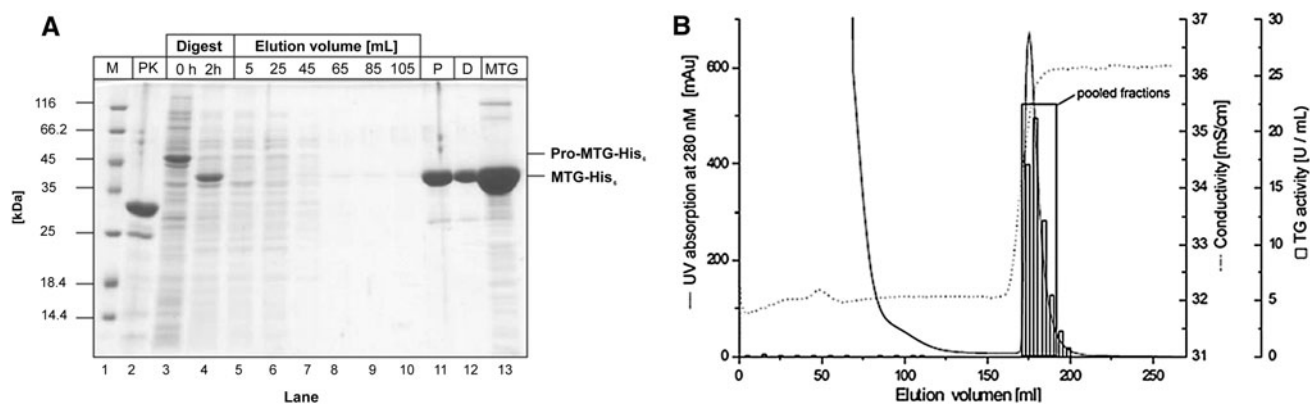 A
Digest
Elution volume [mL]
M
PK
0 h
2h
5
25
45
65
85
105
P
D
MTG
116
66.2
45
35
25
18.4
14.4
[kDa]
Pro-MTG-His₆
MTG-His₆
1
2
3
4
5
6
7
8
9
10
11
12
13
Lane
B
600
400
200
100
0
UV absorption at 280 nM [mAu]
pooled fractions
0
50
100
150
200
250
Elution volumen [ml]
37
36
35
34
33
32
31
Conductivity [mS/cm]
30
25
20
15
10
5
0
TG activity [U / mL]